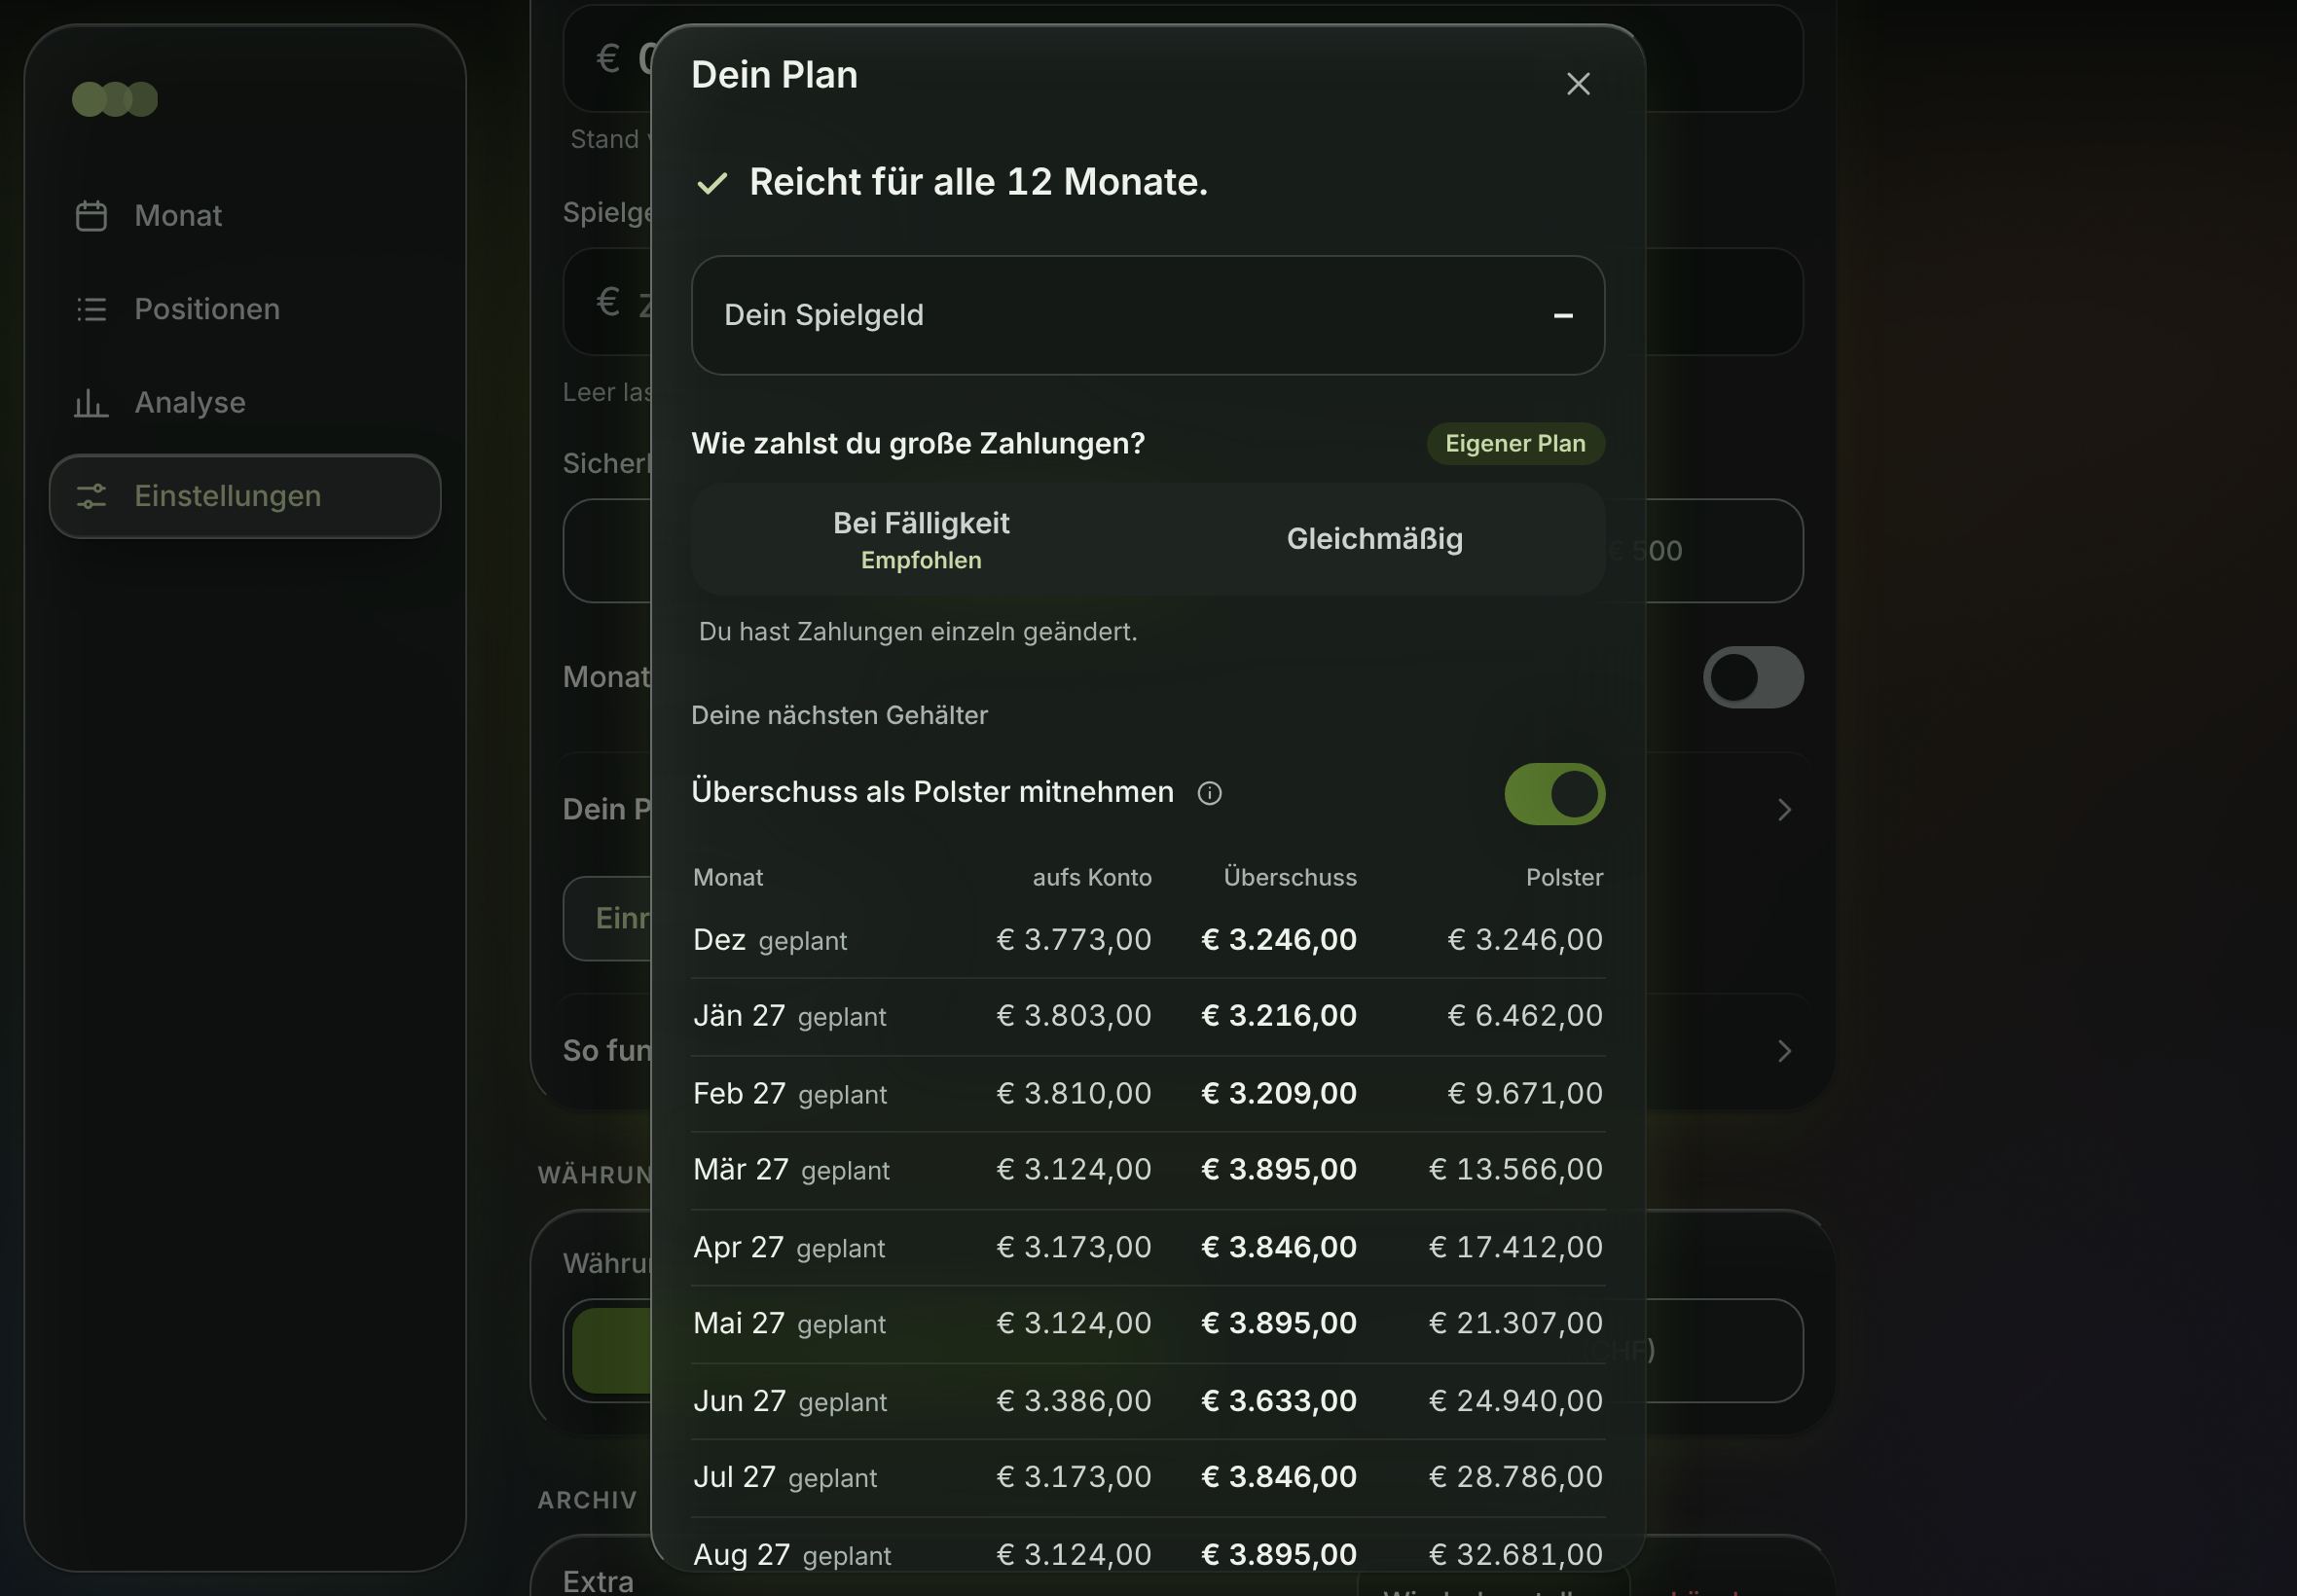 Monat
Positionen
Analyse
Einstellungen
€
Stand
€
Leer
Monat
WÄHRUN
Währu
ARCHIV
Extra
500
Dein Plan
Reicht für alle 12 Monate.
Dein Spielgeld –
Wie zahlst du große Zahlungen? Eigener Plan
Bei Fälligkeit
Empfohlen
Gleichmäßig
Du hast Zahlungen einzeln geändert.
Deine nächsten Gehälter
Überschuss als Polster mitnehmen
Monat aufs Konto Überschuss Polster
Dez geplant € 3.773,00 € 3.246,00 € 3.246,00
Jän 27 geplant € 3.803,00 € 3.216,00 € 6.462,00
Feb 27 geplant € 3.810,00 € 3.209,00 € 9.671,00
Mär 27 geplant € 3.124,00 € 3.895,00 € 13.566,00
Apr 27 geplant € 3.173,00 € 3.846,00 € 17.412,00
Mai 27 geplant € 3.124,00 € 3.895,00 € 21.307,00
Jun 27 geplant € 3.386,00 € 3.633,00 € 24.940,00
Jul 27 geplant € 3.173,00 € 3.846,00 € 28.786,00
Aug 27 geplant € 3.124,00 € 3.895,00 € 32.681,00